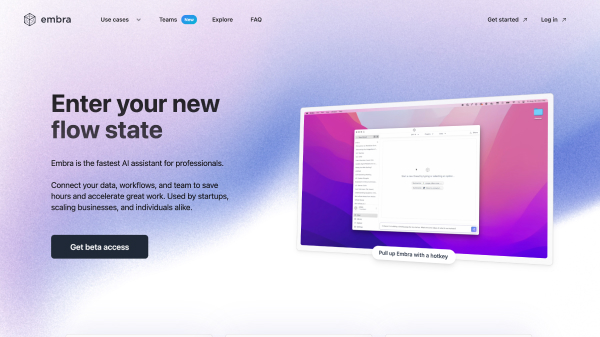 embra
Use cases
Teams New
Explore
FAQ
Get started
Log in
Enter your new
flow state
Embra is the fastest AI assistant for professionals.
Connect your data, workflows, and team to save
hours and accelerate great work. Used by startups,
scaling businesses, and individuals alike.
Get beta access
Pull up Embra with a hotkey